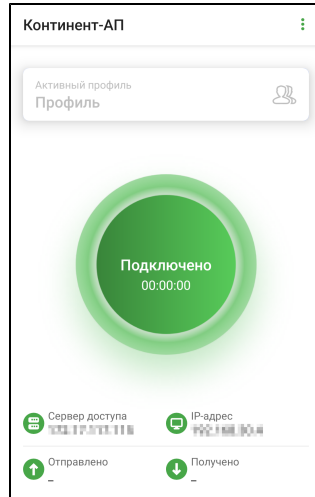 Континент-АП
Активный профиль
Профиль
Подключено
00:00:00
Сервер доступа
IP-адрес
Отправлено
Получено
–
–